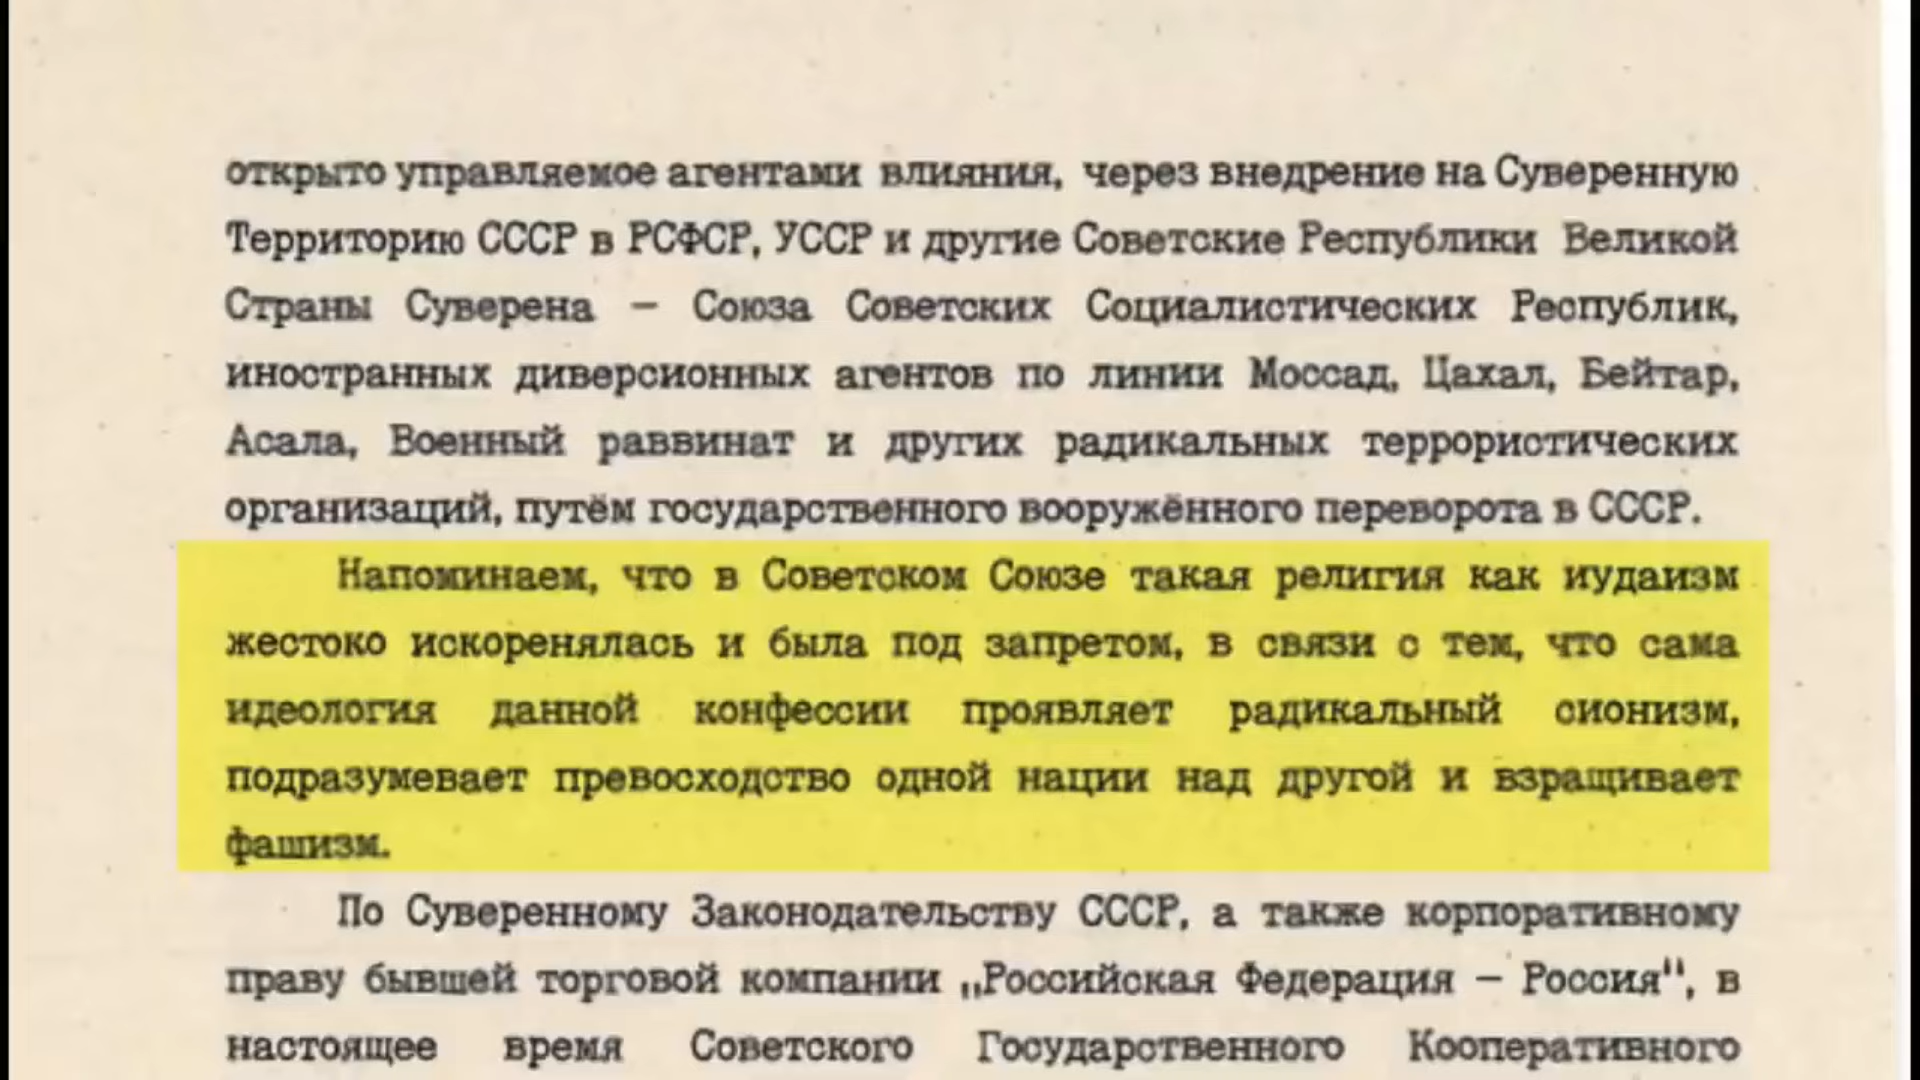 открыто управляемое агентами влияния, через внедрение на Суверенную
Территорию СССР в РСФСР, УССР и другие Советские Республики Великой
Страны Суверена – Союза Советских Социалистических Республик,
иностранных диверсионных агентов по линии Моссад, Цахал, Бейтар,
Асала, Военный раввинат и других радикальных террористических
организаций, путём государственного вооружённого переворота в СССР.
Напоминаем, что в Советском Союзе такая религия как иудаизм
жестоко искоренялась и была под запретом, в связи с тем, что сама
идеология данной конфессии проявляет радикальный сионизм,
подразумевает превосходство одной нации над другой и взращивает
фашизм.
По Суверенному Законодательству СССР, а также корпоративному
праву бывшей торговой компании „Российская Федерация – Россия", в
настоящее время Советского Государственного Кооперативного